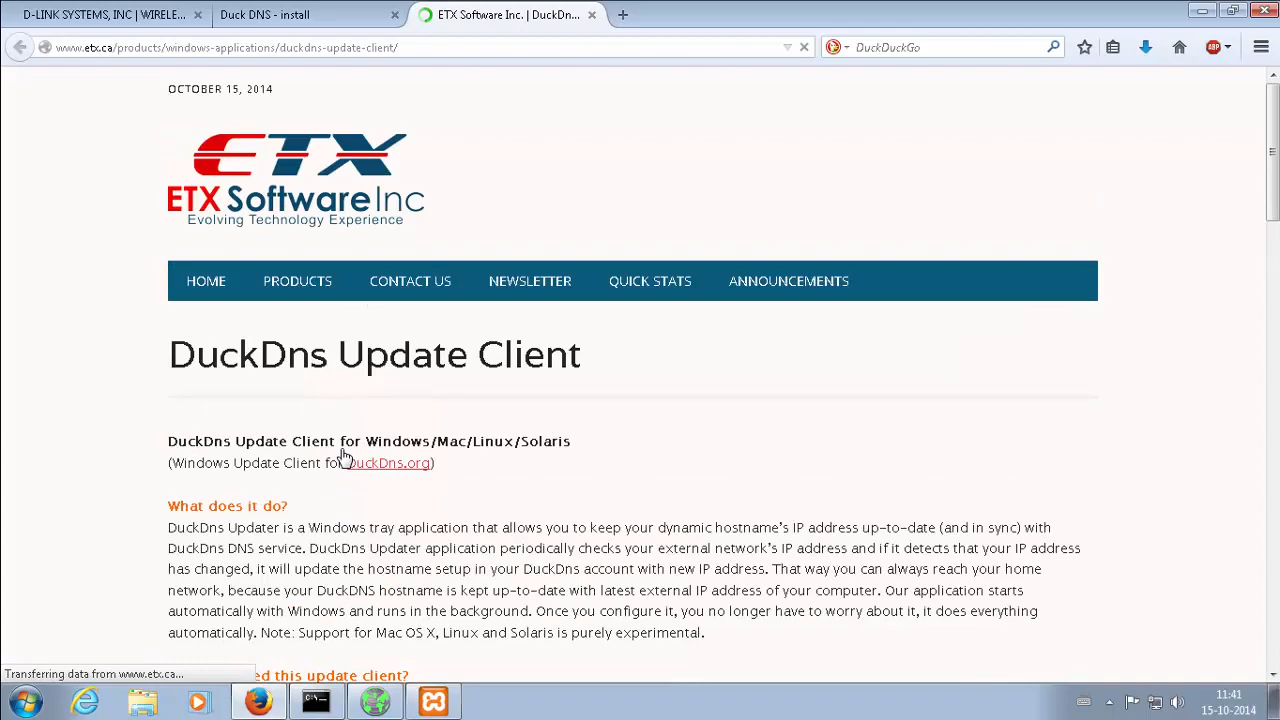 D-LINK SYSTEMS, INC | WIRELE...
Duck DNS - install
ETX Software Inc. | DuckDn...
www.etx.ca/products/windows-applications/duckdns-update-client/
DuckDuckGo
ABP
OCTOBER 15, 2014
ETX
ETX Software Inc
Evolving Technology Experience
HOME PRODUCTS CONTACT US NEWSLETTER QUICK STATS ANNOUNCEMENTS
DuckDns Update Client
DuckDns Update Client for Windows/Mac/Linux/Solaris
(Windows Update Client for DuckDns.org)
What does it do?
DuckDns Updater is a Windows tray application that allows you to keep your dynamic hostname's IP address up-to-date (and in sync) with
DuckDns DNS service. DuckDns Updater application periodically checks your external network's IP address and if it detects that your IP address
has changed, it will update the hostname setup in your DuckDns account with new IP address. That way you can always reach your home
network, because your DuckDNS hostname is kept up-to-date with latest external IP address of your computer. Our application starts
automatically with Windows and runs in the background. Once you configure it, you no longer have to worry about it, it does everything
automatically. Note: Support for Mac OS X, Linux and Solaris is purely experimental.
this update client?
Transferring data from www.etx.ca...
C:\
11:41
15-10-2014